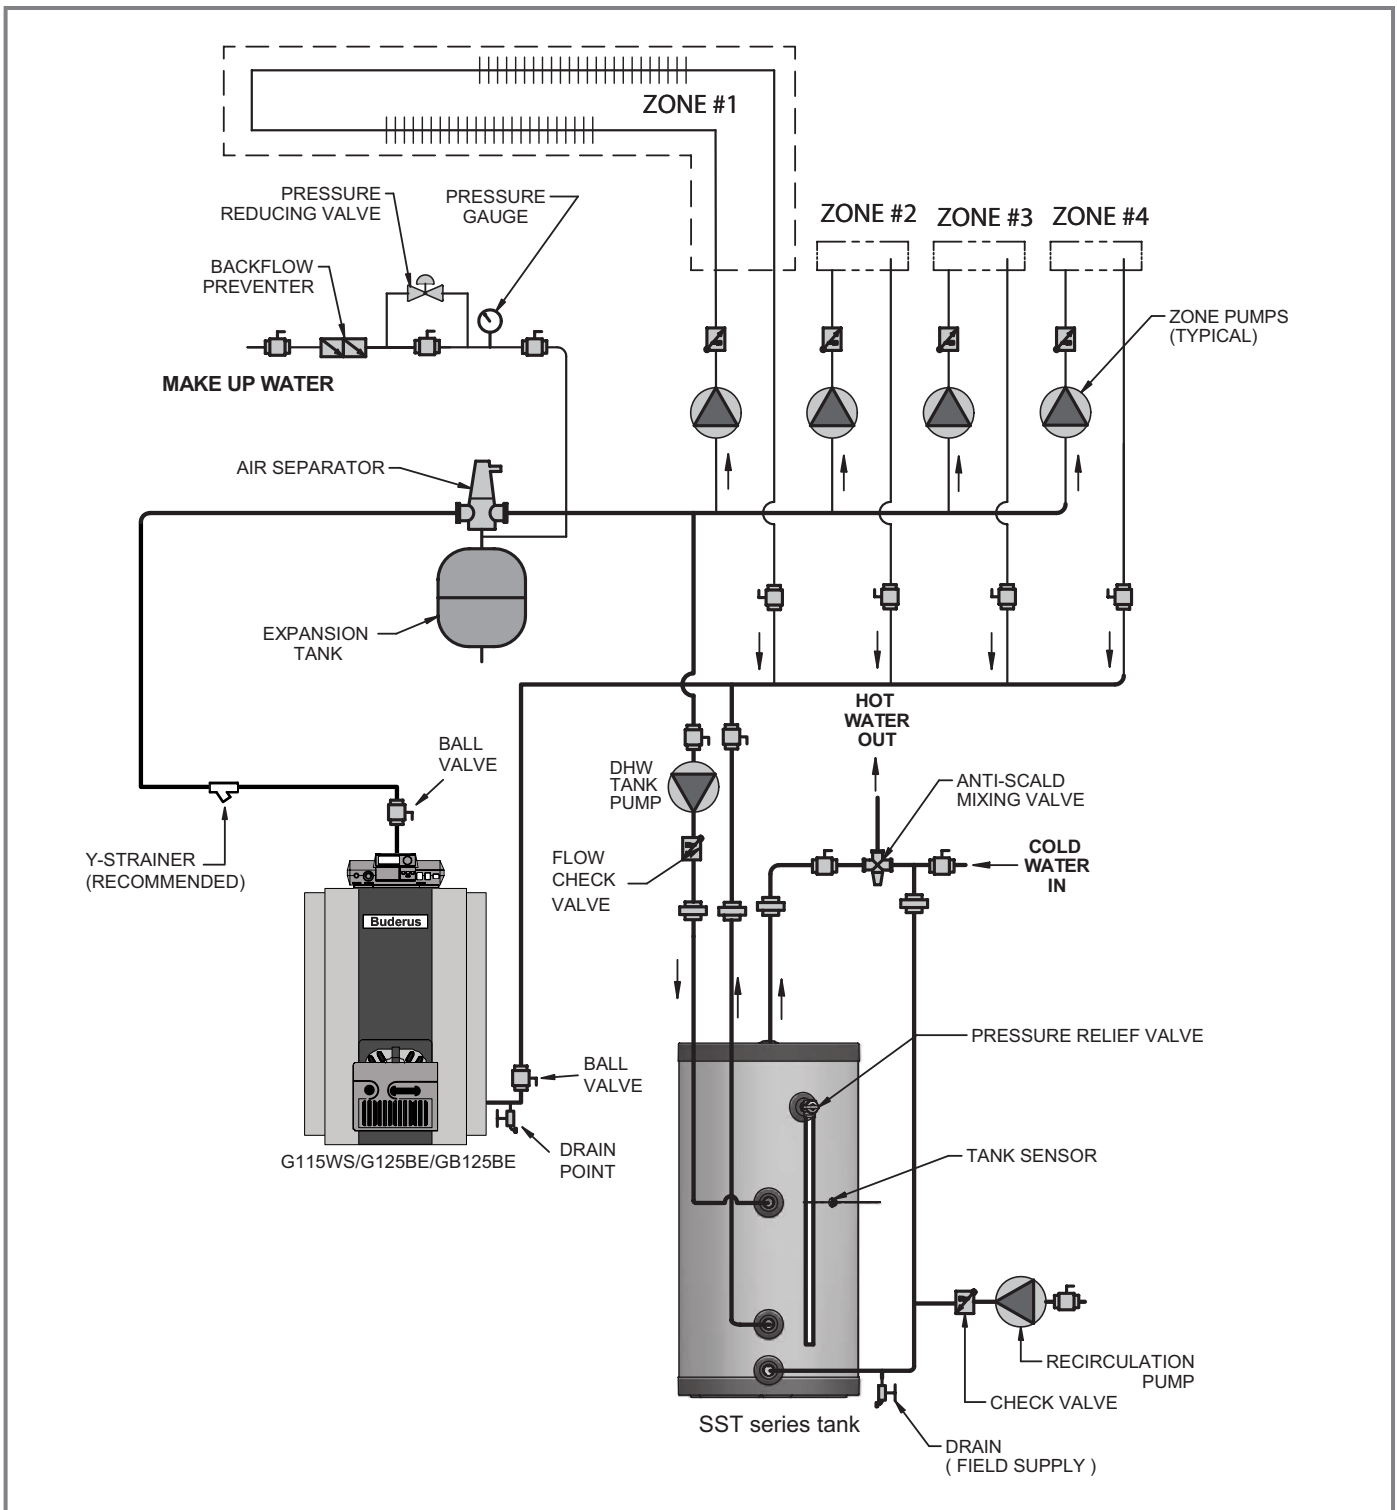 ZONE #1
PRESSURE
REDUCING VALVE
PRESSURE
GAUGE
ZONE #2
ZONE #3
ZONE #4
BACKFLOW
PREVENTER
ZONE PUMPS
(TYPICAL)
MAKE UP WATER
AIR SEPARATOR
EXPANSION
TANK
HOT
WATER
OUT
BALL
VALVE
DHW
TANK
PUMP
ANTI-SCALD
MIXING VALVE
Y-STRAINER
(RECOMMENDED)
FLOW
CHECK
VALVE
COLD
WATER
IN
Buderus
PRESSURE RELIEF VALVE
BALL
VALVE
DRAIN
POINT
G115WS/G125BE/GB125BE
TANK SENSOR
RECIRCULATION
PUMP
CHECK VALVE
SST series tank
DRAIN
( FIELD SUPPLY )